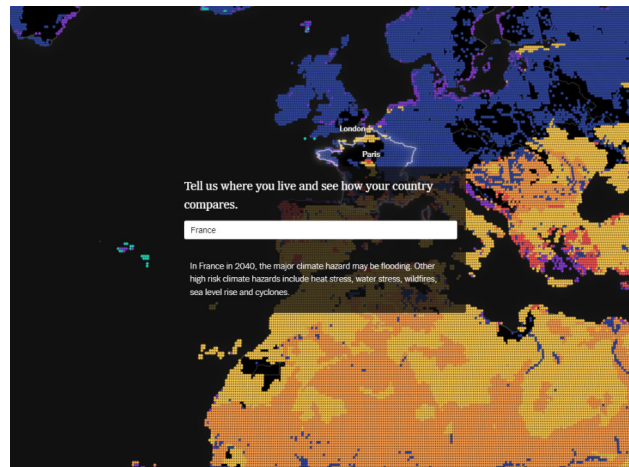 London
Paris
Tell us where you live and see how your country
compares.
France
In France in 2040, the major climate hazard may be flooding. Other
high risk climate hazards include heat stress, water stress, wildfires,
sea level rise and cyclones.